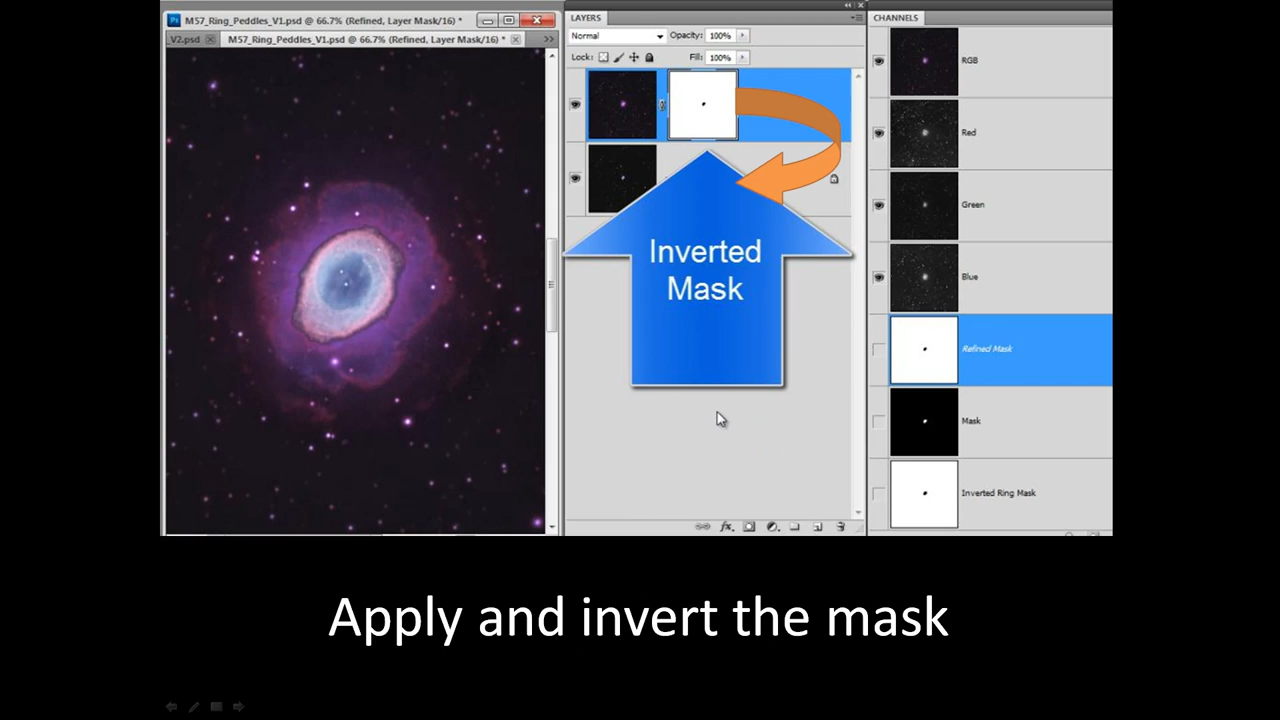 M57_Ring_Peddles_V1.psd @ 66.7% (Refined, Layer Mask/16) *
_V2.psd
M57_Ring_Peddles_V1.psd @ 66.7% (Refined, Layer Mask/16) *
LAYERS
Normal
Opacity: 100%
Lock:
Fill: 100%
Inverted
Mask
CHANNELS
RGB
Red
Green
Blue
Refined Mask
Mask
Inverted Ring Mask
Apply and invert the mask